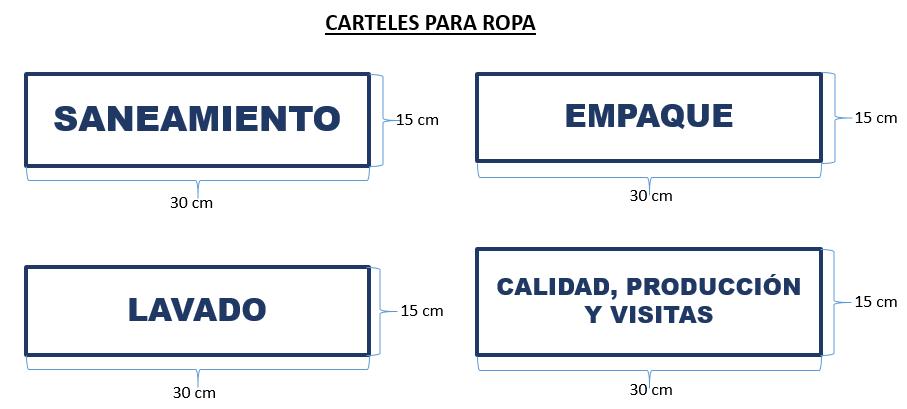 CARTELES PARA ROPA
SANEAMIENTO
15 cm
30 cm
EMPAQUE
15 cm
30 cm
LAVADO
15 cm
30 cm
CALIDAD, PRODUCCIÓN
Y VISITAS
15 cm
30 cm